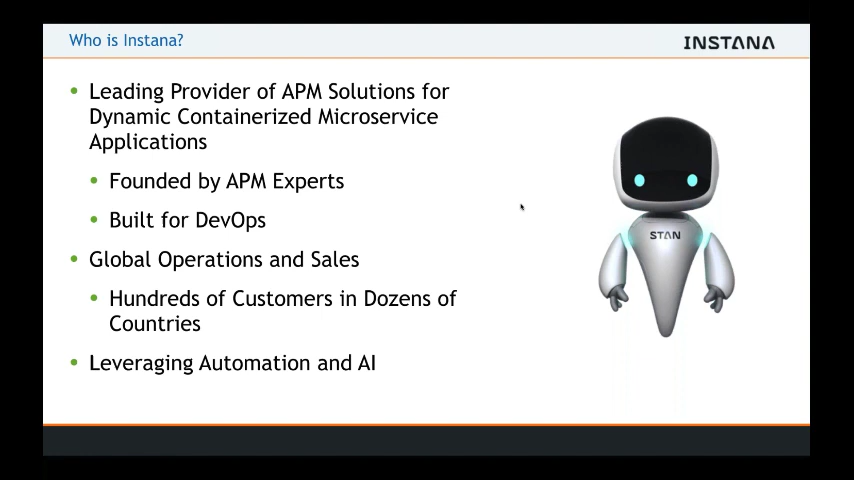 Who is Instana?
INSTANA
• Leading Provider of APM Solutions for
Dynamic Containerized Microservice
Applications
• Founded by APM Experts
• Built for DevOps
• Global Operations and Sales
• Hundreds of Customers in Dozens of
Countries
• Leveraging Automation and AI
STAN